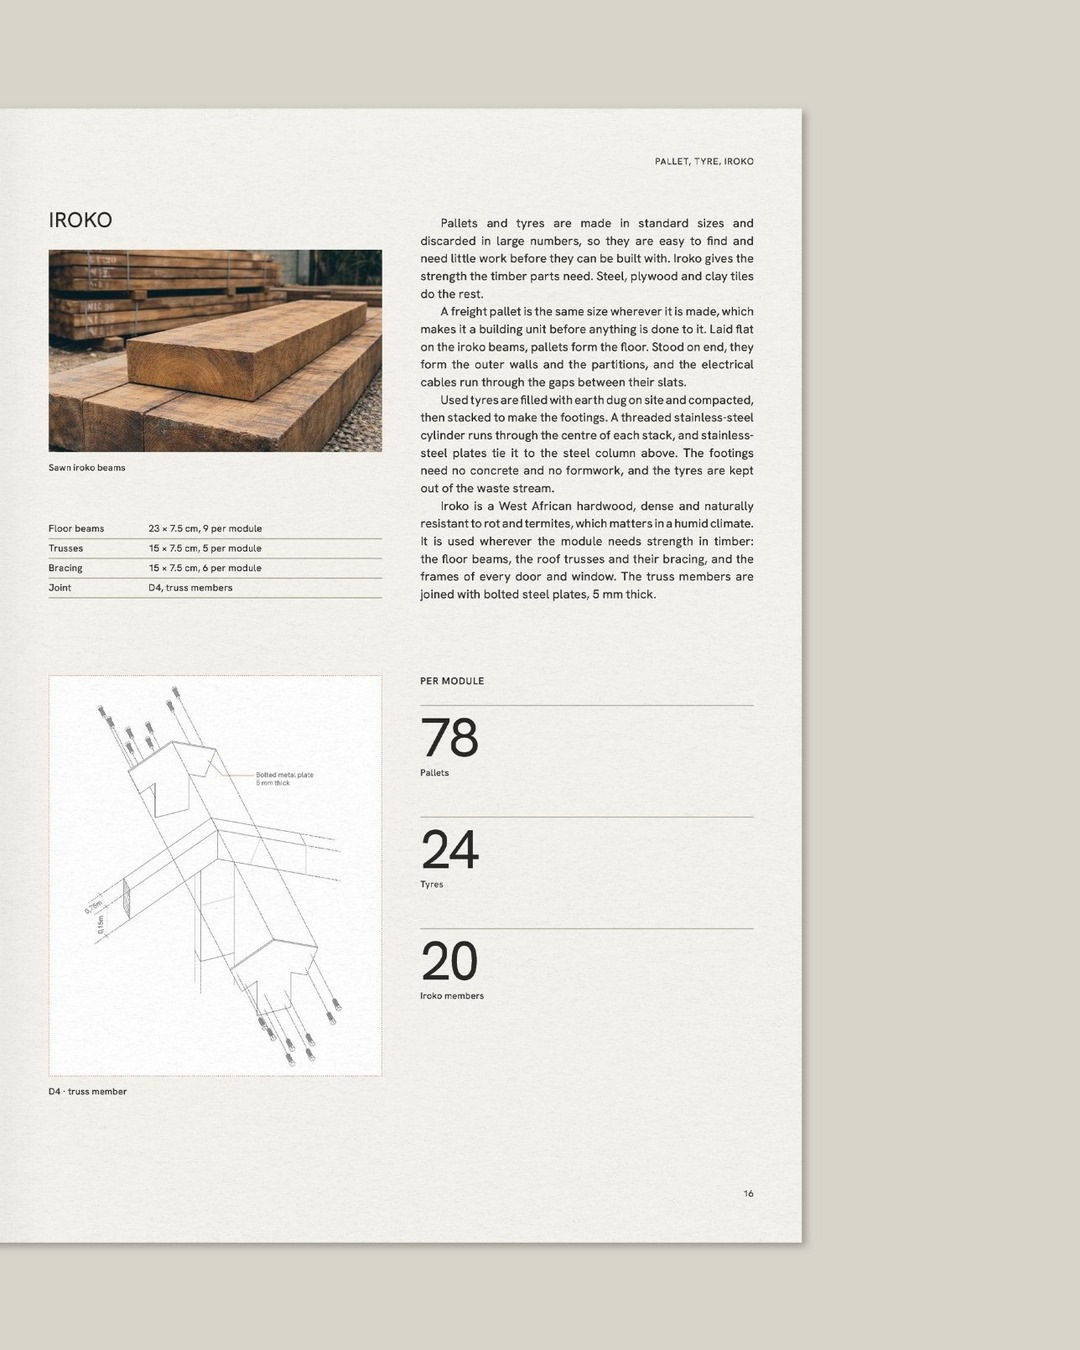 PALLET, TYRE, IROKO
IROKO
Sawn iroko beams
Floor beams 23 × 7.5 cm, 9 per module
Trusses 15 × 7.5 cm, 5 per module
Bracing 15 × 7.5 cm, 6 per module
Joint D4, truss members
Bolted metal plate
5 mm thick
0,75m
0,15m
D4 · truss member
Pallets and tyres are made in standard sizes and
discarded in large numbers, so they are easy to find and
need little work before they can be built with. Iroko gives the
strength the timber parts need. Steel, plywood and clay tiles
do the rest.
A freight pallet is the same size wherever it is made, which
makes it a building unit before anything is done to it. Laid flat
on the iroko beams, pallets form the floor. Stood on end, they
form the outer walls and the partitions, and the electrical
cables run through the gaps between their slats.
Used tyres are filled with earth dug on site and compacted,
then stacked to make the footings. A threaded stainless-steel
cylinder runs through the centre of each stack, and stainless-
steel plates tie it to the steel column above. The footings
need no concrete and no formwork, and the tyres are kept
out of the waste stream.
Iroko is a West African hardwood, dense and naturally
resistant to rot and termites, which matters in a humid climate.
It is used wherever the module needs strength in timber:
the floor beams, the roof trusses and their bracing, and the
frames of every door and window. The truss members are
joined with bolted steel plates, 5 mm thick.
PER MODULE
78
Pallets
24
Tyres
20
Iroko members
16